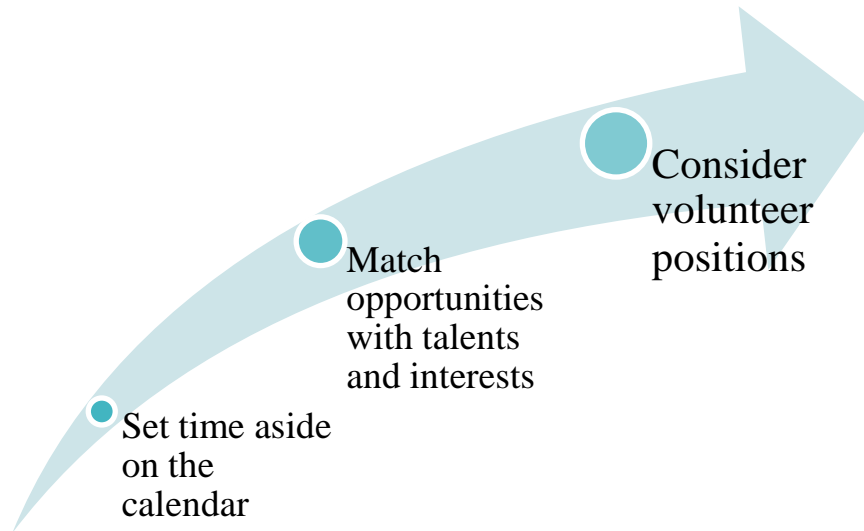 Set time aside
on the
calendar
Match
opportunities
with talents
and interests
Consider
volunteer
positions